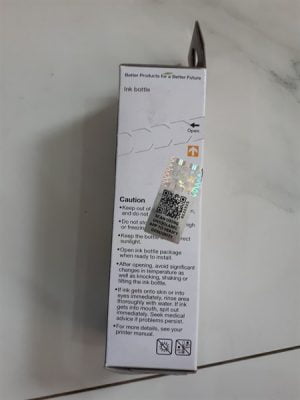 Better Products for a Better Future
Ink bottle
Open
Caution
•Keep out of
and do not
•Do not
or freezing
•Keep the bottle rect
sunlight.
•Open ink bottle package
when ready to install.
•After opening, avoid significant
changes in temperature as
well as knocking, shaking or
lifting the ink bottle.
•If ink gets onto skin or into
eyes immediately, rinse area
thoroughly with water. If ink
gets into mouth, spit out
immediately. Seek medical
advice if problems persist.
•For more details, see your
printer manual.